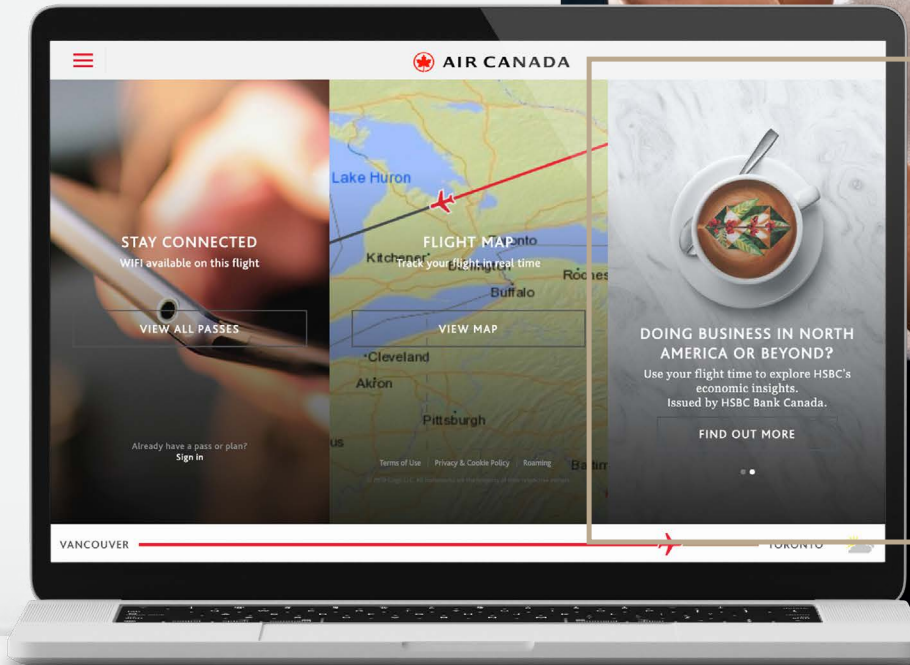 AIR CANADA
STAY CONNECTED
WIFI available on this flight
VIEW ALL PASSES
Already have a pass or plan?
Sign in
Lake Huron
FLIGHT MAP
Track your flight in real time
Kitchener
Buffalo
VIEW MAP
Cleveland
Akron
Pittsburgh
Terms of Use
Privacy & Cookie Policy
Roaming
DOING BUSINESS IN NORTH
AMERICA OR BEYOND?
Use your flight time to explore HSBC's
economic insights.
Issued by HSBC Bank Canada.
FIND OUT MORE
VANCOUVER
TORONTO